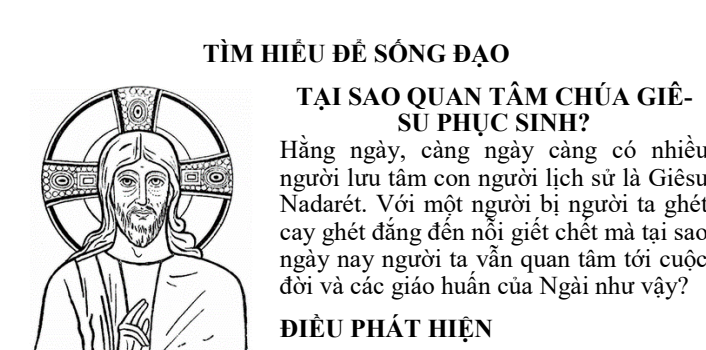 TÌM HIỂU ĐỂ SỐNG ĐẠO
TẠI SAO QUAN TÂM CHÚA GIÊ-
SU PHỤC SINH?
Hằng ngày, càng ngày càng có nhiều
người lưu tâm con người lịch sử là Giêsu
Nadarét. Với một người bị người ta ghét
cay ghét đắng đến nỗi giết chết mà tại sao
ngày nay người ta vẫn quan tâm tới cuộc
đời và các giáo huấn của Ngài như vậy?
ĐIỀU PHÁT HIỆN